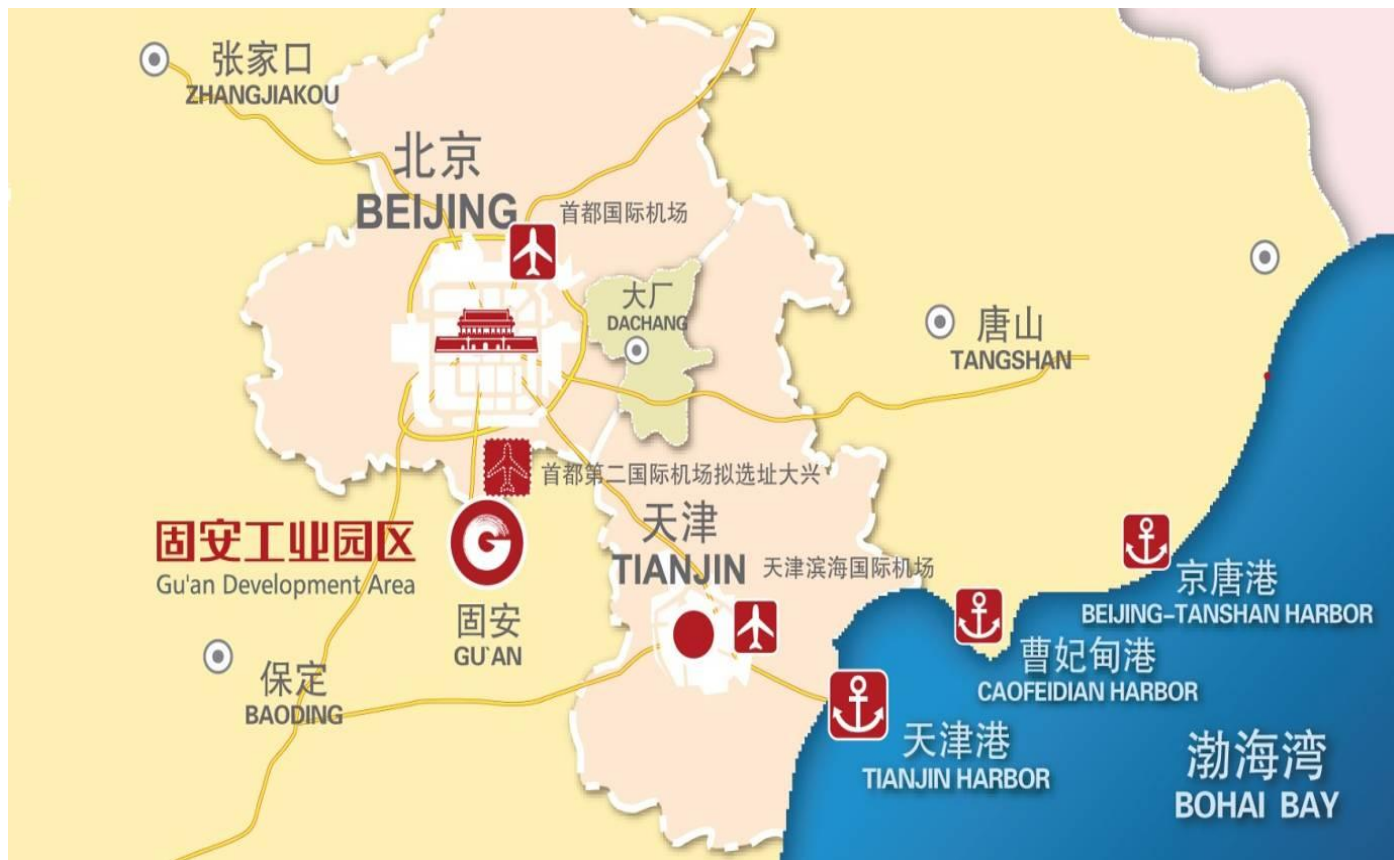 张家口
ZHANGJIAKOU
北京
BEIJING
首都国际机场
大厂
DACHANG
唐山
TANGSHAN
首都第二国际机场拟选址大兴
固安工业园区
Gu'an Development Area
G
固安
GU`AN
天津
TIANJIN
天津滨海国际机场
保定
BAODING
京唐港
BEIJING-TANSHAN HARBOR
曹妃甸港
CAOFEIDIAN HARBOR
天津港
TIANJIN HARBOR
渤海湾
BOHAI BAY